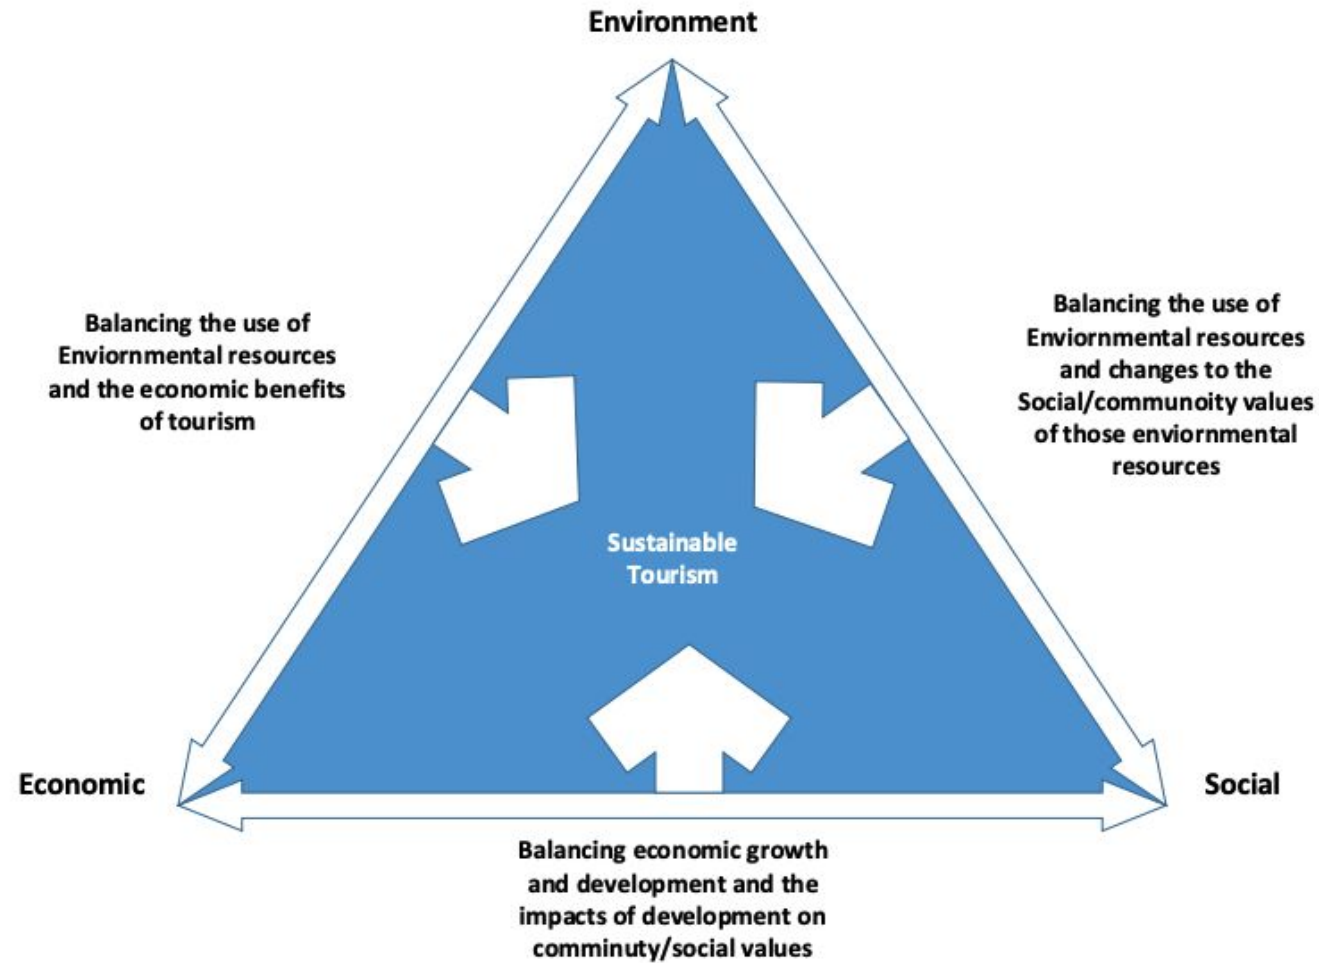 Environment
Balancing the use of
Enviornmental resources
and the economic benefits
of tourism
Balancing the use of
Enviornmental resources
and changes to the
Social/communoity values
of those enviornmental
resources
Sustainable
Tourism
Economic
Social
Balancing economic growth
and development and the
impacts of development on
comminuty/social values